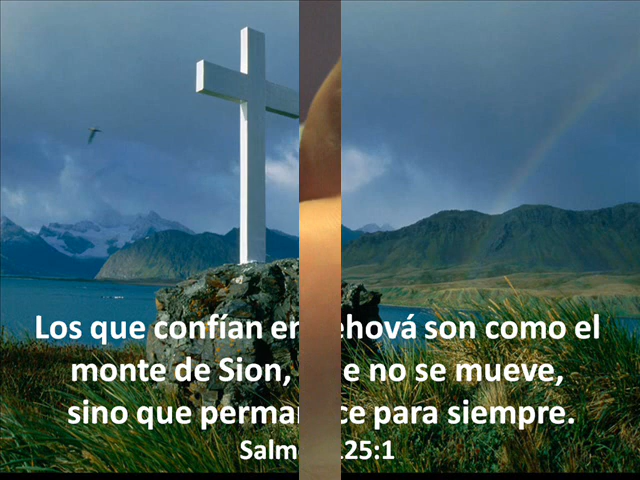 Los que confían son como el
monte de Sion, no se mueve,
sino que para siempre.